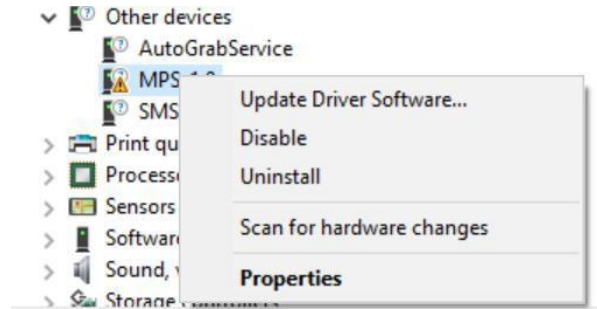 Other devices
AutoGrabService
MPS
SMS
Update Driver Software...
Disable
Uninstall
Scan for hardware changes
Properties
Print qu
Process
Sensors
Softwar
Sound,
Storage